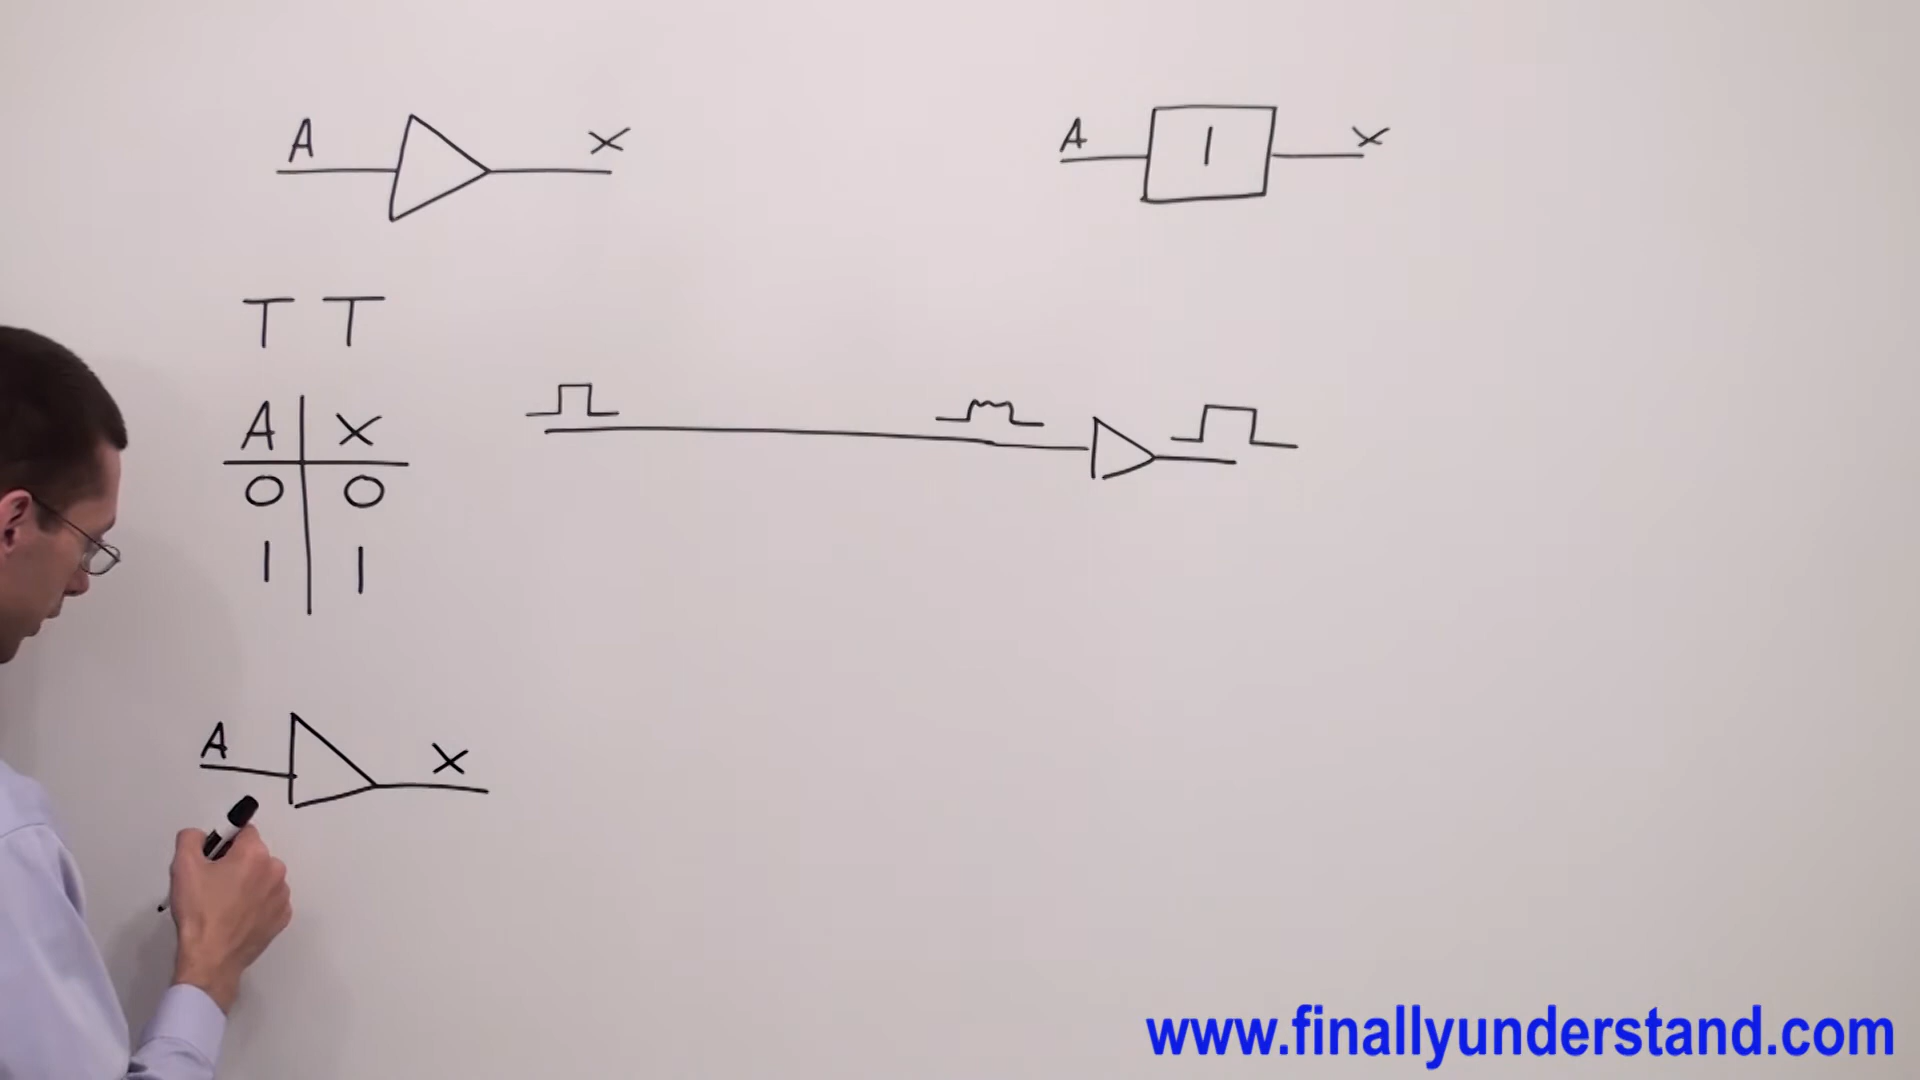 A X
A 1 X
T T
A X
0 0
1 1
A X
www.finallyunderstand.com